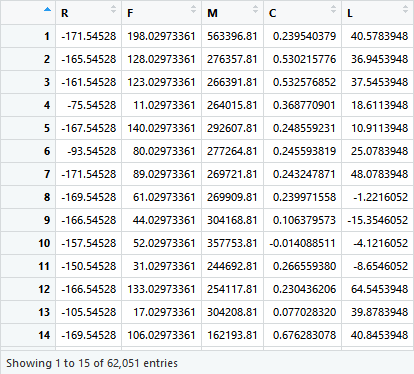 R F M C L
1 -171.54528 198.02973361 563396.81 0.239540379 40.5783948
2 -165.54528 128.02973361 276357.81 0.530215776 36.9453948
3 -161.54528 123.02973361 266391.81 0.532576852 37.5453948
4 -75.54528 11.02973361 264015.81 0.368770901 18.6113948
5 -167.54528 140.02973361 292607.81 0.248559231 10.9113948
6 -93.54528 80.02973361 277264.81 0.245593819 25.0783948
7 -171.54528 89.02973361 269721.81 0.243247871 48.0783948
8 -169.54528 61.02973361 269909.81 0.239971558 -1.2216052
9 -166.54528 44.02973361 304168.81 0.106379573 -15.3546052
10 -157.54528 52.02973361 357753.81 -0.014088511 -4.1216052
11 -150.54528 31.02973361 244692.81 0.266559380 -8.6546052
12 -166.54528 133.02973361 254117.81 0.230436206 64.5453948
13 -105.54528 17.02973361 304208.81 0.077028320 39.8783948
14 -169.54528 106.02973361 162193.81 0.676283078 40.8453948
Showing 1 to 15 of 62,051 entries